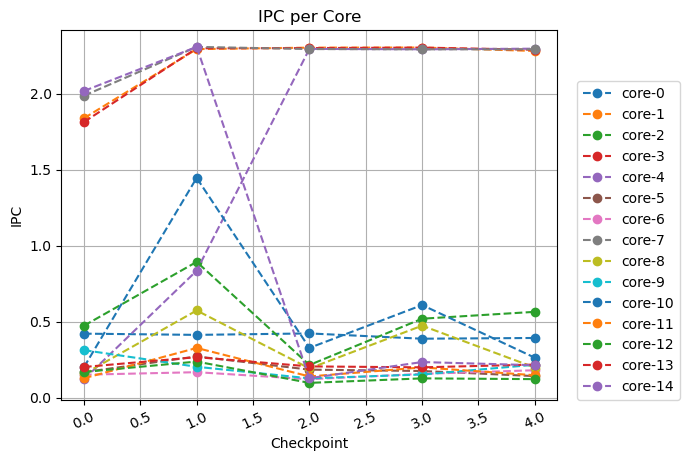 IPC per Core
IPC
2.0
1.5
1.0
0.5
0.0
0.0 0.5 1.0 1.5 2.0 2.5 3.0 3.5 4.0
Checkpoint
core-0
core-1
core-2
core-3
core-4
core-5
core-6
core-7
core-8
core-9
core-10
core-11
core-12
core-13
core-14